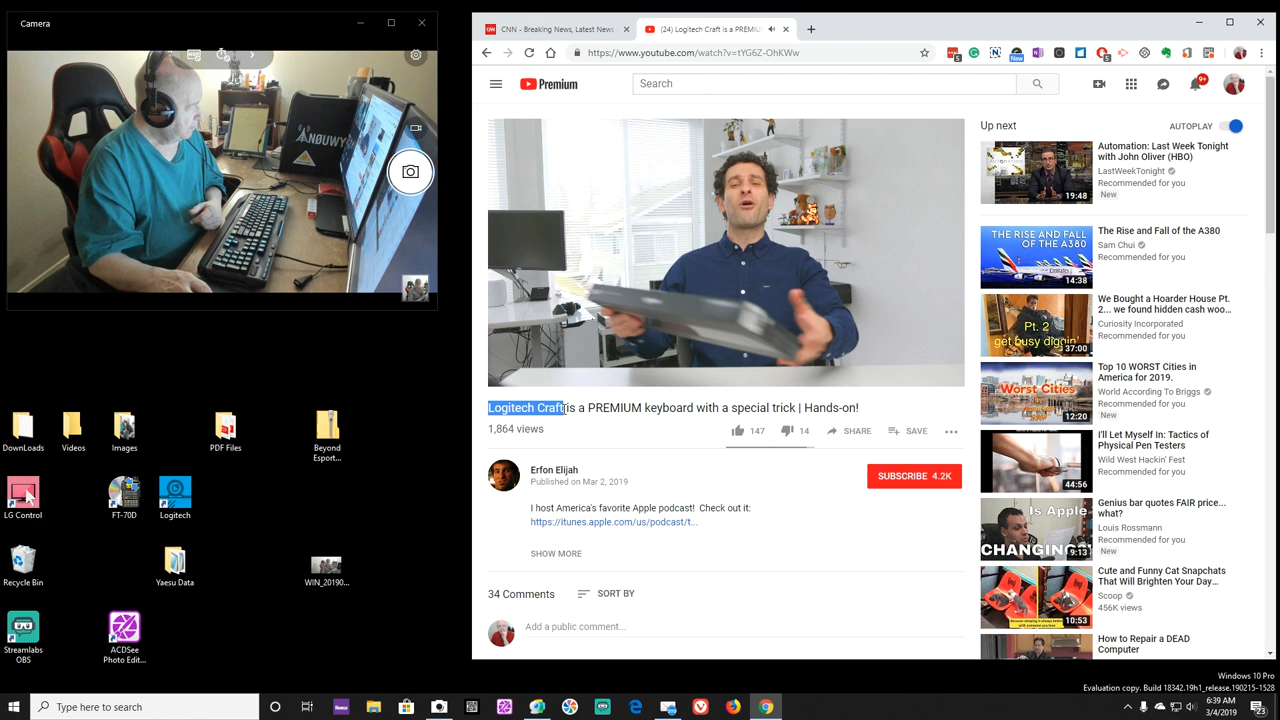 Camera
ANOUWY
CNN - Breaking News, Latest News
(24) Logitech Craft is a PREMIU
https://www.youtube.com/watch?v=tYG6Z-OhKWw
5
New
5
Premium
Search
9+
Up next
AUTOPLAY
Automation: Last Week Tonight
with John Oliver (HBO)
LastWeekTonight
Recommended for you
New
19:48
THE RISE AND FALL
OF THE A380
14:38
The Rise and Fall of the A380
Sam Chui
Recommended for you
Pt. 2
get busy diggin'
37:00
We Bought a Hoarder House Pt.
2... we found hidden cash woo...
Curiosity Incorporated
Recommended for you
Worst Cities
in America
12:20
Top 10 WORST Cities in
America for 2019.
World According To Briggs
Recommended for you
New
44:56
I'll Let Myself In: Tactics of
Physical Pen Testers
Wild West Hackin' Fest
Recommended for you
Is Apple
CHANGING?
9:13
Genius bar quotes FAIR price...
what?
Louis Rossmann
Recommended for you
New
10:53
Cute and Funny Cat Snapchats
That Will Brighten Your Day...
Scoop
456K views
How to Repair a DEAD
Computer
Logitech Craft is a PREMIUM keyboard with a special trick | Hands-on!
1,864 views
147
14
SHARE
SAVE
Erfon Elijah
Published on Mar 2, 2019
SUBSCRIBE 4.2K
I host America's favorite Apple podcast! Check out it:
https://itunes.apple.com/us/podcast/t...
SHOW MORE
34 Comments
SORT BY
Add a public comment...
DownLoads
Videos
Images
PDF Files
Beyond
Esport...
LG Control
FT-70D
Logitech
Recycle Bin
Yaesu Data
WIN_20190...
Streamlabs
OBS
ACDSee
Photo Edit...
Windows 10 Pro
Evaluation copy. Build 18342.19h1_release.190215-1528
Type here to search
Roku
6:39 AM
3/4/2019
23